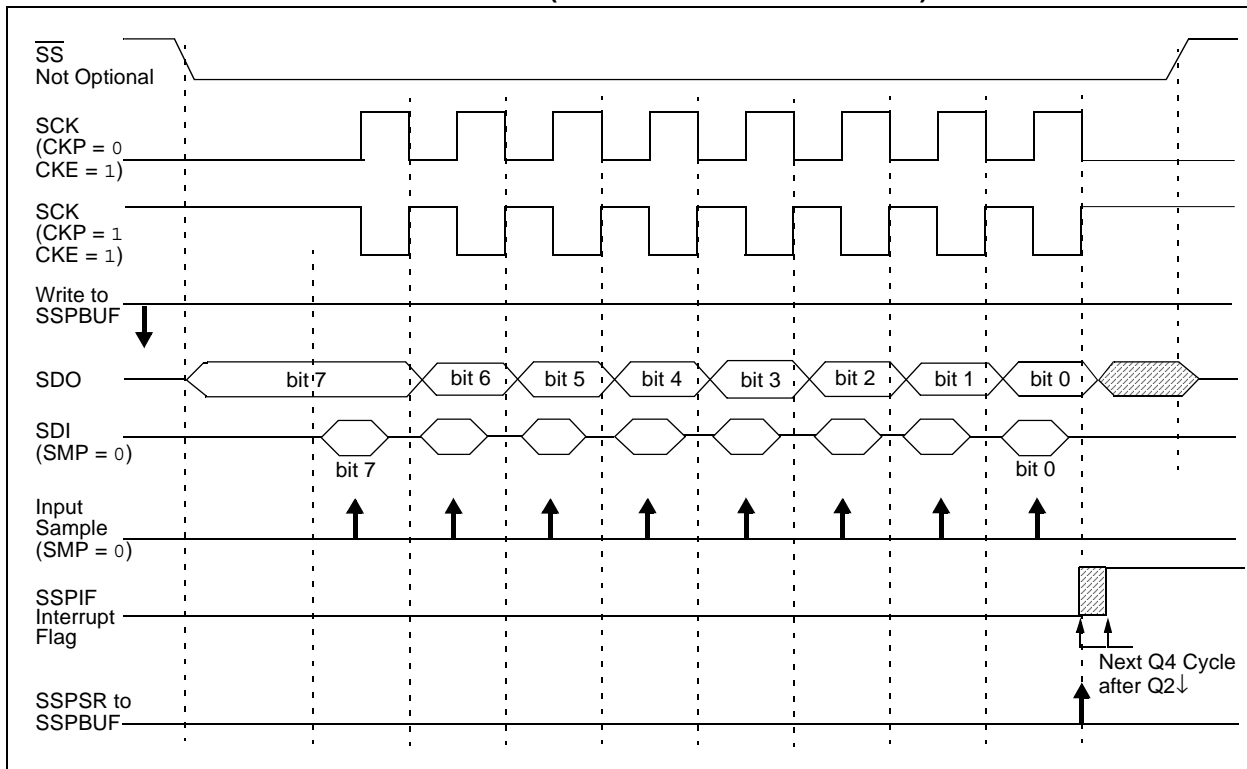 SS
Not Optional
SCK
(CKP = 0
CKE = 1)
SCK
(CKP = 1
CKE = 1)
Write to
SSPBUF
SDO
bit 7
bit 6
bit 5
bit 4
bit 3
bit 2
bit 1
bit 0
SDI
(SMP = 0)
bit 7
bit 0
Input
Sample
(SMP = 0)
SSPIF
Interrupt
Flag
Next Q4 Cycle
after Q2↓
SSPSR to
SSPBUF